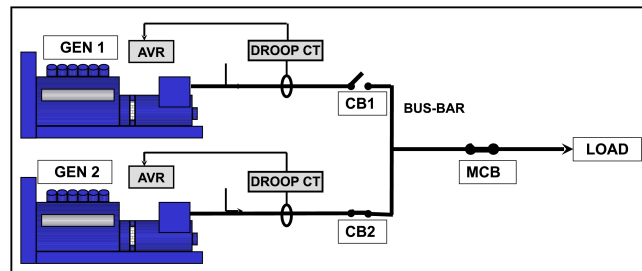 GEN 1
AVR
DROOP CT
CB1
BUS-BAR
LOAD
MCB
GEN 2
AVR
DROOP CT
CB2